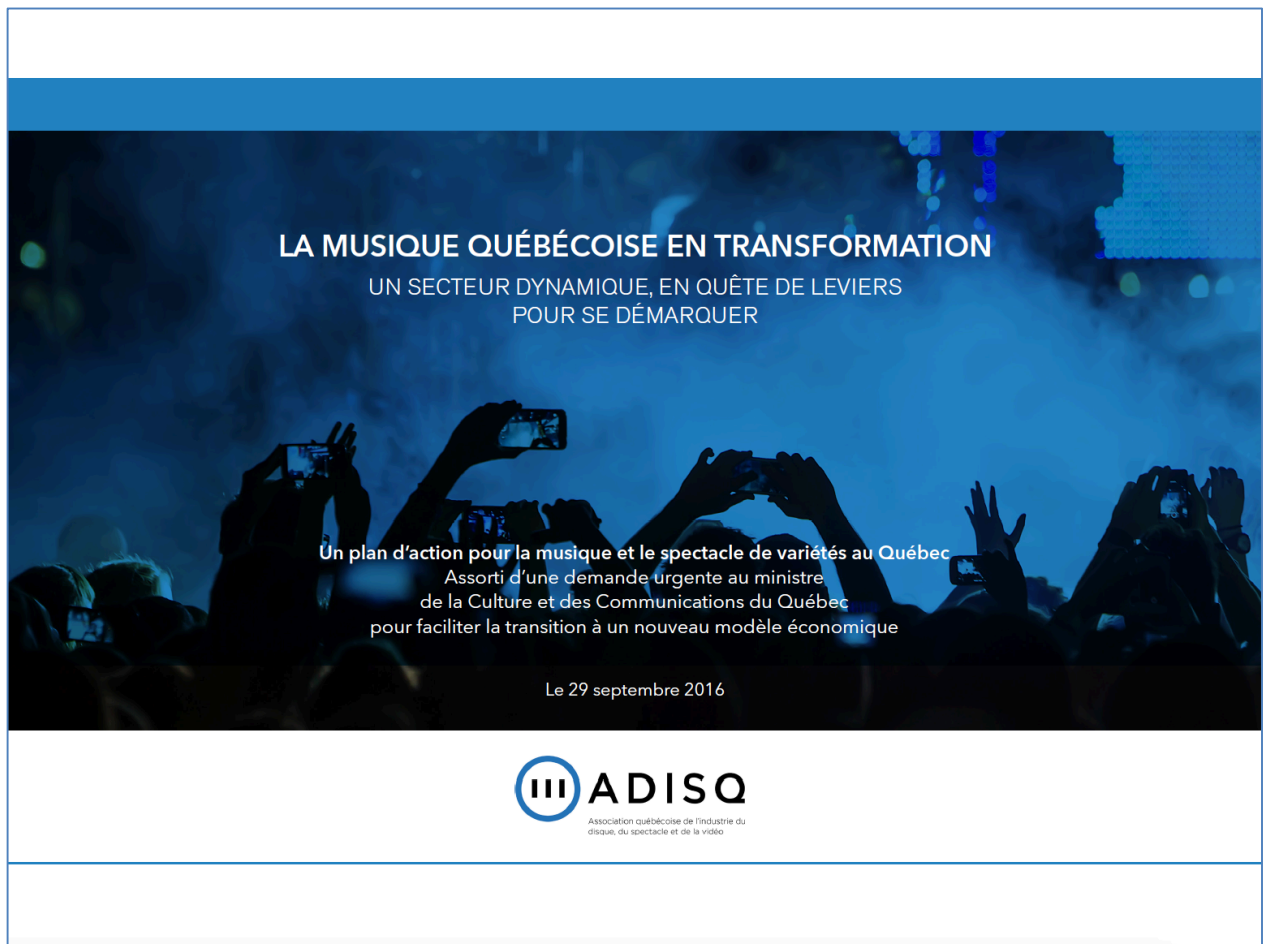 LA MUSIQUE QUÉBÉCOISE EN TRANSFORMATION
UN SECTEUR DYNAMIQUE, EN QUÊTE DE LEVIERS
POUR SE DÉMARQUER
Un plan d'action pour la musique et le spectacle de variétés au Québec
Assorti d'une demande urgente au ministre
de la Culture et des Communications du Québec
pour faciliter la transition à un nouveau modèle économique
Le 29 septembre 2016
ADISQ
Association québécoise de l'industrie du
disque, du spectacle et de la vidéo